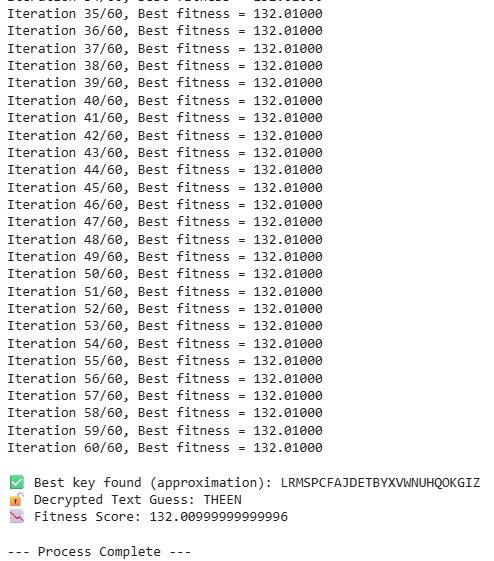 Iteration 35/60, Best fitness = 132.01000
Iteration 36/60, Best fitness = 132.01000
Iteration 37/60, Best fitness = 132.01000
Iteration 38/60, Best fitness = 132.01000
Iteration 39/60, Best fitness = 132.01000
Iteration 40/60, Best fitness = 132.01000
Iteration 41/60, Best fitness = 132.01000
Iteration 42/60, Best fitness = 132.01000
Iteration 43/60, Best fitness = 132.01000
Iteration 44/60, Best fitness = 132.01000
Iteration 45/60, Best fitness = 132.01000
Iteration 46/60, Best fitness = 132.01000
Iteration 47/60, Best fitness = 132.01000
Iteration 48/60, Best fitness = 132.01000
Iteration 49/60, Best fitness = 132.01000
Iteration 50/60, Best fitness = 132.01000
Iteration 51/60, Best fitness = 132.01000
Iteration 52/60, Best fitness = 132.01000
Iteration 53/60, Best fitness = 132.01000
Iteration 54/60, Best fitness = 132.01000
Iteration 55/60, Best fitness = 132.01000
Iteration 56/60, Best fitness = 132.01000
Iteration 57/60, Best fitness = 132.01000
Iteration 58/60, Best fitness = 132.01000
Iteration 59/60, Best fitness = 132.01000
Iteration 60/60, Best fitness = 132.01000
✅ Best key found (approximation): LRMSPCFAJDETBYXVWNUHQOKGIZ
🔓 Decrypted Text Guess: THEEN
📉 Fitness Score: 132.00999999999996
--- Process Complete ---